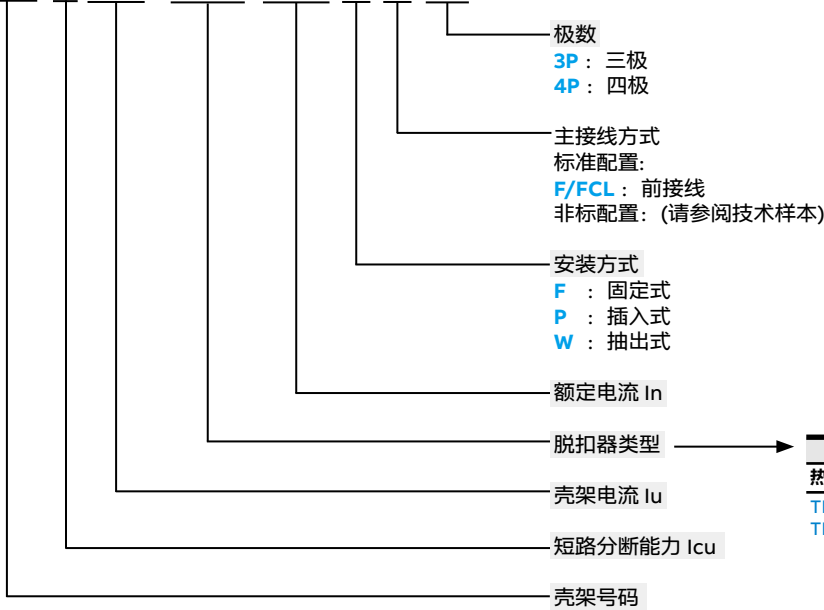 极数
3P： 三极
4P： 四极
主接线方式
标准配置:
F/FCL： 前接线
非标配置：(请参阅技术样本)
安装方式
F ： 固定式
P ： 插入式
W ： 抽出式
额定电流 In
脱扣器类型
壳架电流 Iu
短路分断能力 Icu
壳架号码